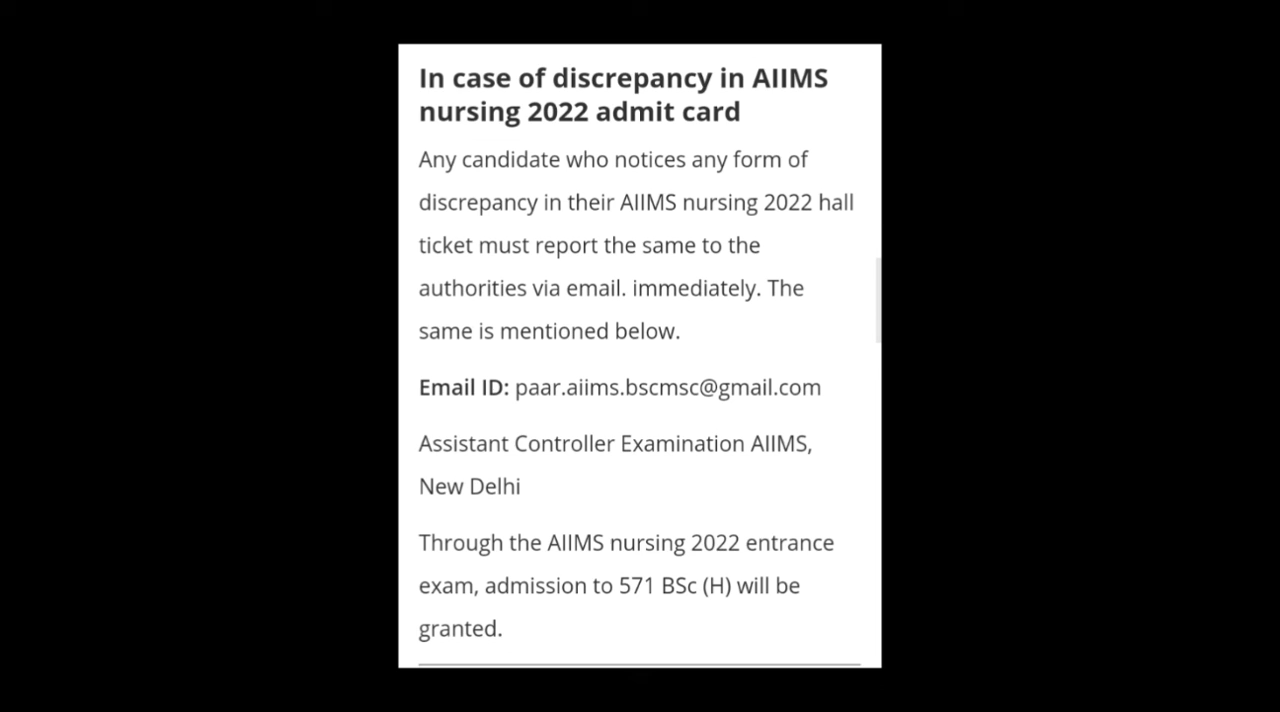 In case of discrepancy in AIIMS
nursing 2022 admit card
Any candidate who notices any form of
discrepancy in their AIIMS nursing 2022 hall
ticket must report the same to the
authorities via email. immediately. The
same is mentioned below.
Email ID: paar.aiims.bscmsc@gmail.com
Assistant Controller Examination AIIMS,
New Delhi
Through the AIIMS nursing 2022 entrance
exam, admission to 571 BSc (H) will be
granted.